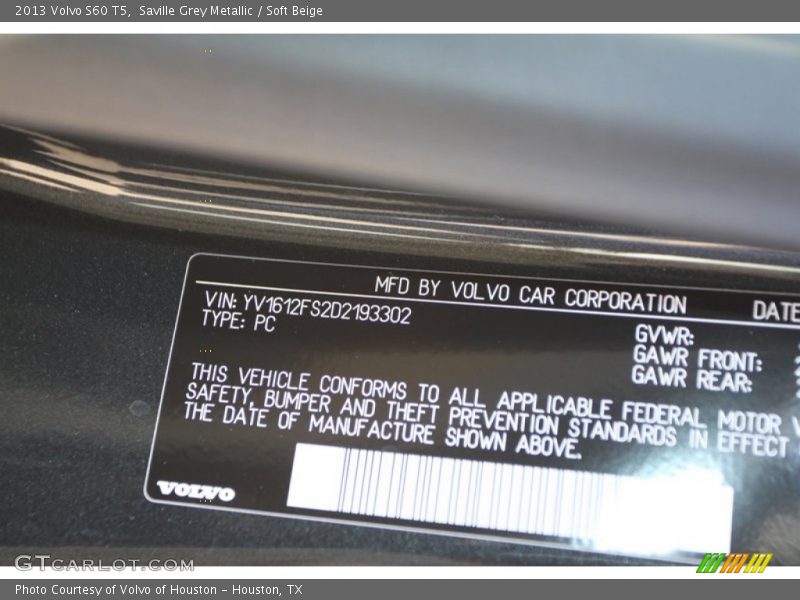 2013 Volvo S60 T5, Saville Grey Metallic / Soft Beige
MFD BY VOLVO CAR CORPORATION DATE
VIN: YV1612FS2D2193302
TYPE: PC
GVWR:
GAWR FRONT:
GAWR REAR:
THIS VEHICLE CONFORMS TO ALL APPLICABLE FEDERAL MOTOR
SAFETY, BUMPER AND THEFT PREVENTION STANDARDS IN EFFECT
THE DATE OF MANUFACTURE SHOWN ABOVE.
VOLVO
GTcarlot.com
Photo Courtesy of Volvo of Houston - Houston, TX